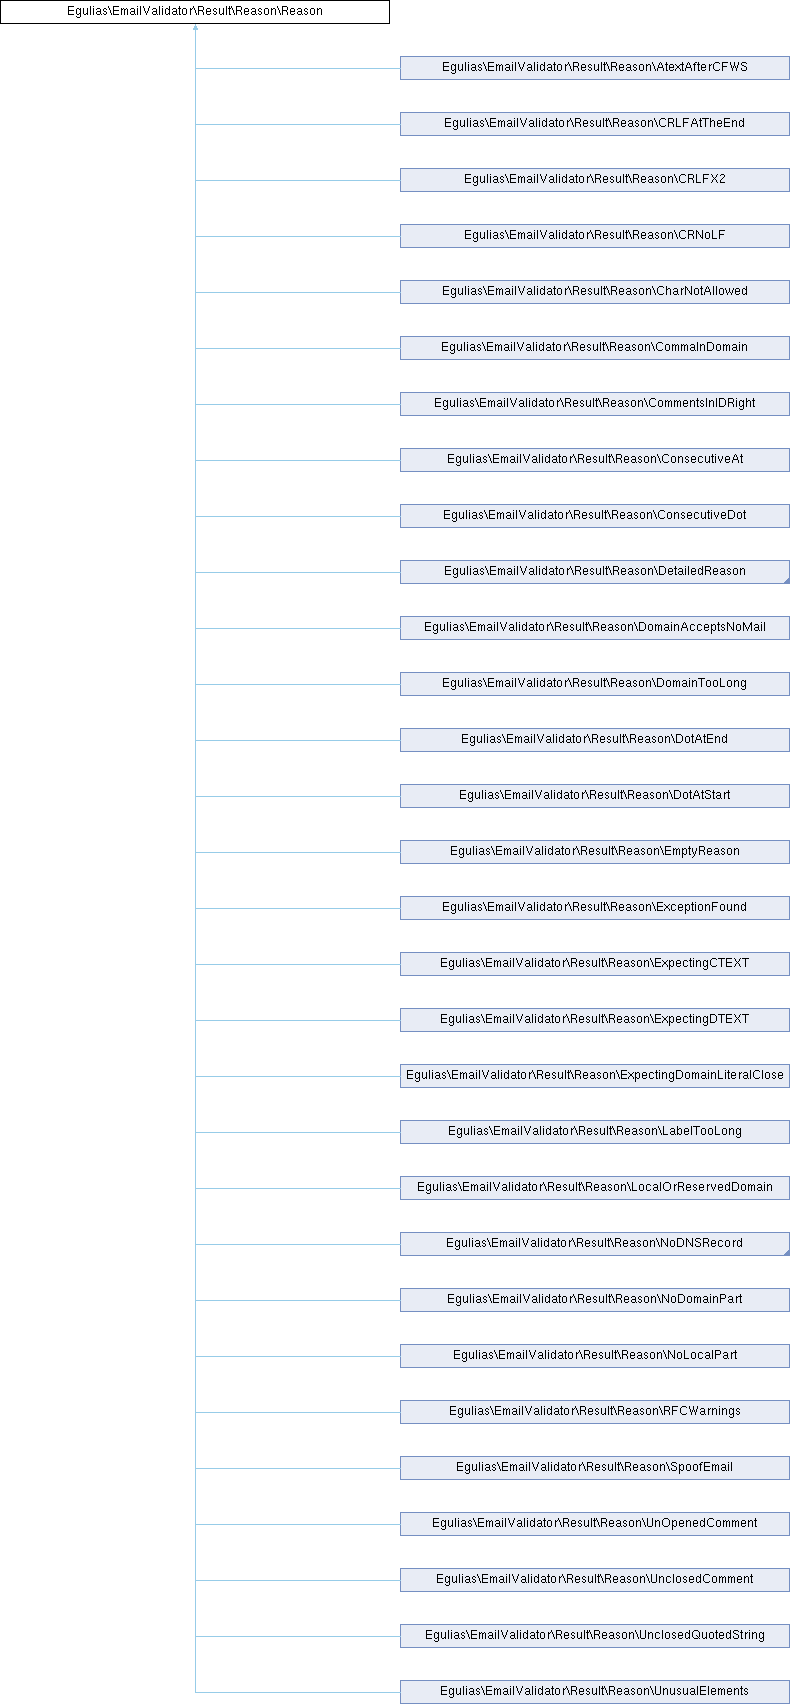 Egulias\EmailValidator\Result\Reason\Reason
Egulias\EmailValidator\Result\Reason\AtextAfterCFWS
Egulias\EmailValidator\Result\Reason\CRLFAtTheEnd
Egulias\EmailValidator\Result\Reason\CRLFX2
Egulias\EmailValidator\Result\Reason\CRNoLF
Egulias\EmailValidator\Result\Reason\CharNotAllowed
Egulias\EmailValidator\Result\Reason\CommaInDomain
Egulias\EmailValidator\Result\Reason\CommentsInIDRight
Egulias\EmailValidator\Result\Reason\ConsecutiveAt
Egulias\EmailValidator\Result\Reason\ConsecutiveDot
Egulias\EmailValidator\Result\Reason\DetailedReason
Egulias\EmailValidator\Result\Reason\DomainAcceptsNoMail
Egulias\EmailValidator\Result\Reason\DomainTooLong
Egulias\EmailValidator\Result\Reason\DotAtEnd
Egulias\EmailValidator\Result\Reason\DotAtStart
Egulias\EmailValidator\Result\Reason\EmptyReason
Egulias\EmailValidator\Result\Reason\ExceptionFound
Egulias\EmailValidator\Result\Reason\ExpectingCTEXT
Egulias\EmailValidator\Result\Reason\ExpectingDTEXT
Egulias\EmailValidator\Result\Reason\ExpectingDomainLiteralClose
Egulias\EmailValidator\Result\Reason\LabelTooLong
Egulias\EmailValidator\Result\Reason\LocalOrReservedDomain
Egulias\EmailValidator\Result\Reason\NoDNSRecord
Egulias\EmailValidator\Result\Reason\NoDomainPart
Egulias\EmailValidator\Result\Reason\NoLocalPart
Egulias\EmailValidator\Result\Reason\RFCWarnings
Egulias\EmailValidator\Result\Reason\SpoofEmail
Egulias\EmailValidator\Result\Reason\UnOpenedComment
Egulias\EmailValidator\Result\Reason\UnclosedComment
Egulias\EmailValidator\Result\Reason\UnclosedQuotedString
Egulias\EmailValidator\Result\Reason\UnusualElements